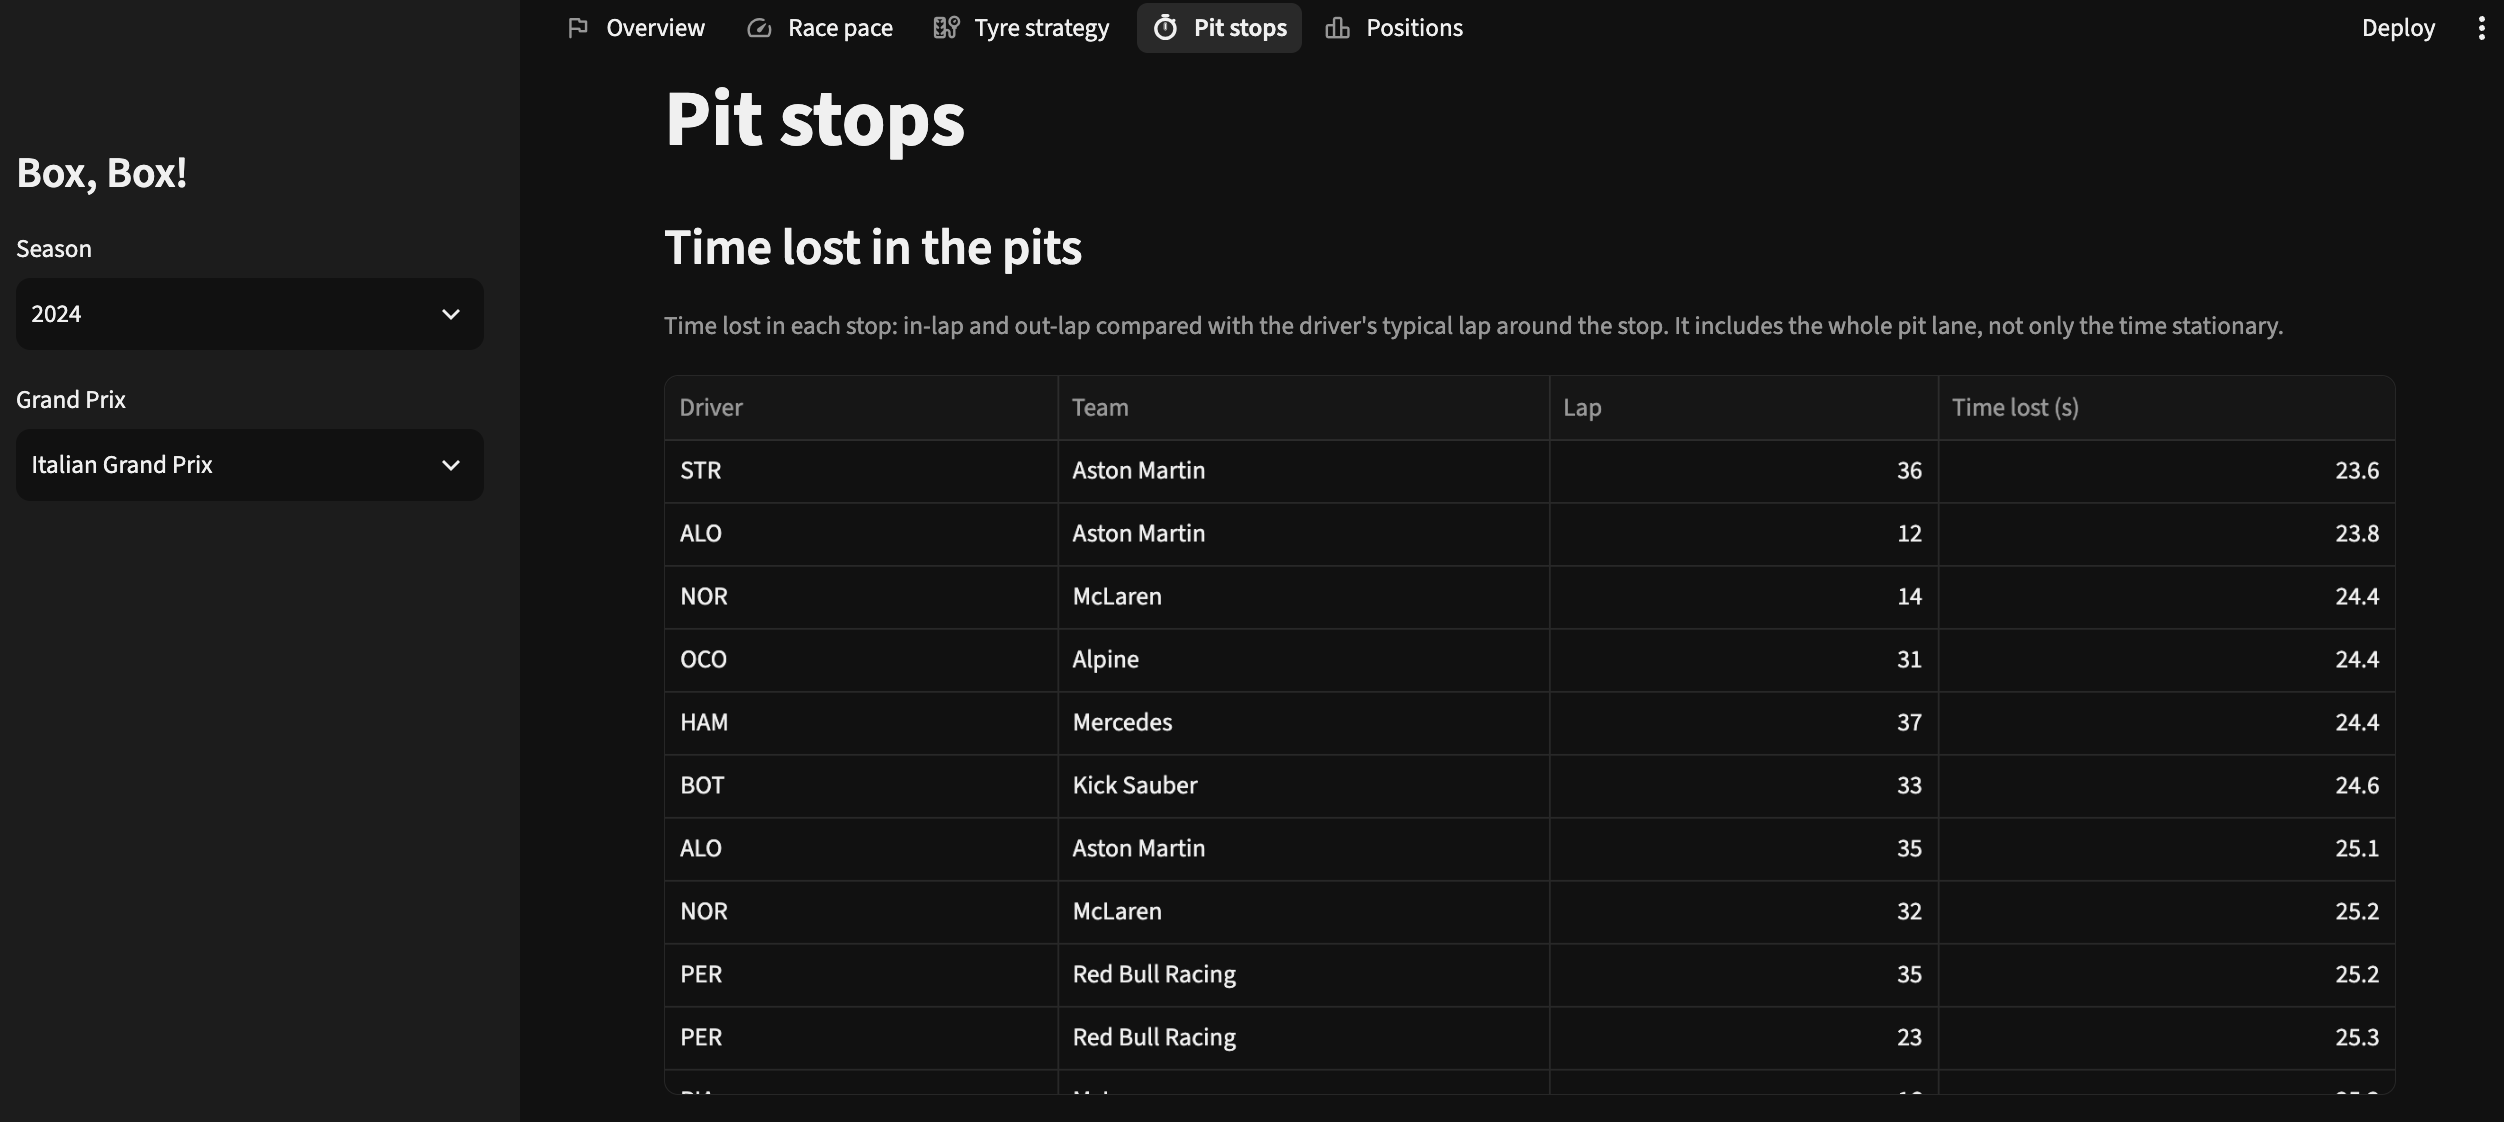 Overview Race pace Tyre strategy Pit stops Positions Deploy
Box, Box!
Season
2024
Grand Prix
Italian Grand Prix
Pit stops
Time lost in the pits
Time lost in each stop: in-lap and out-lap compared with the driver's typical lap around the stop. It includes the whole pit lane, not only the time stationary.
Driver Team Lap Time lost (s)
STR Aston Martin 36 23.6
ALO Aston Martin 12 23.8
NOR McLaren 14 24.4
OCO Alpine 31 24.4
HAM Mercedes 37 24.4
BOT Kick Sauber 33 24.6
ALO Aston Martin 35 25.1
NOR McLaren 32 25.2
PER Red Bull Racing 35 25.2
PER Red Bull Racing 23 25.3